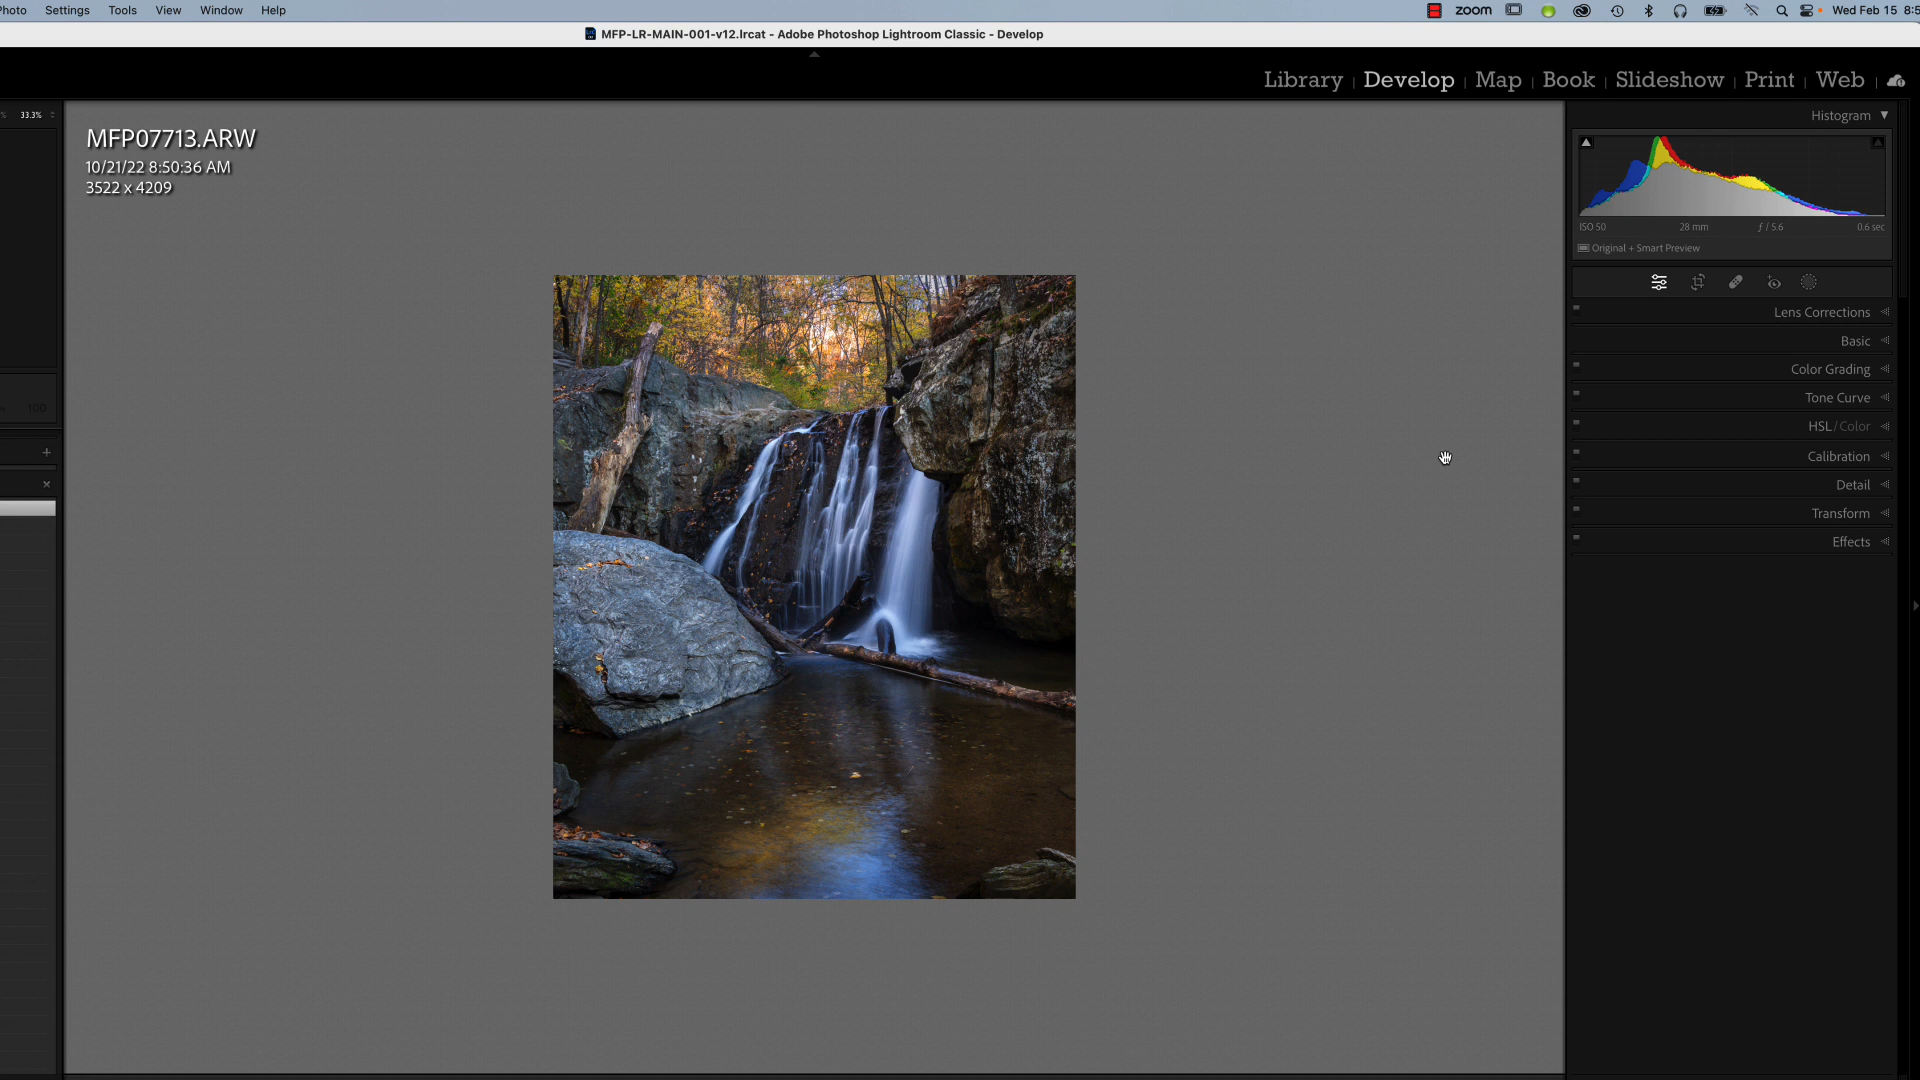 Photo Settings Tools View Window Help
zoom Wed Feb 15 8:5
MFP-LR-MAIN-001-v12.lrcat - Adobe Photoshop Lightroom Classic - Develop
Library | Develop | Map | Book | Slideshow | Print | Web
33.3%
MFP07713.ARW
10/21/22 8:50:36 AM
3522 x 4209
Histogram
ISO 50 28 mm ƒ / 5.6 0.6 sec
Original + Smart Preview
Lens Corrections
Basic
Color Grading
100
Tone Curve
HSL / Color
Calibration
Detail
Transform
Effects